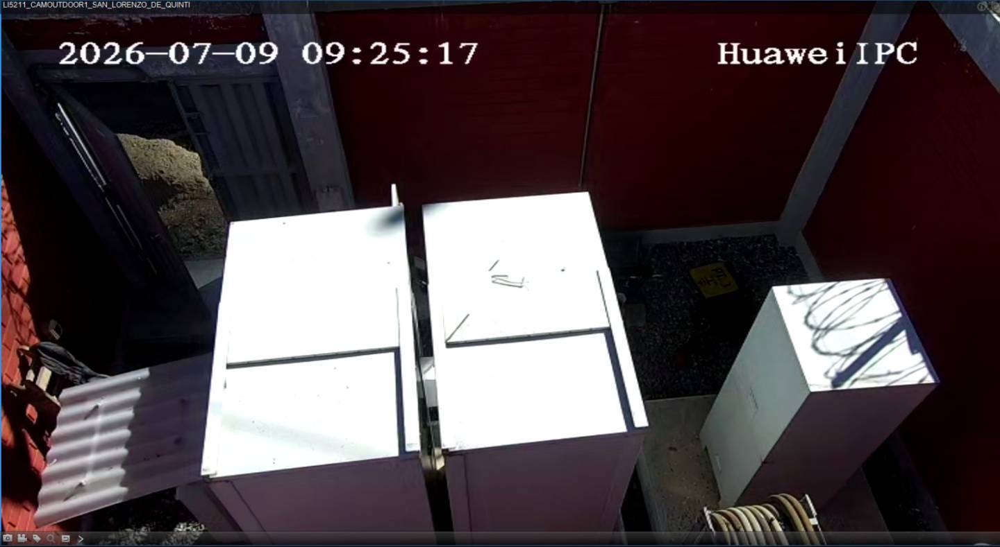 LI5211_CAMOUTDOOR1_SAN_LORENZO_DE_QUINTI
2026-07-09 09:25:17
HuaweiIPC